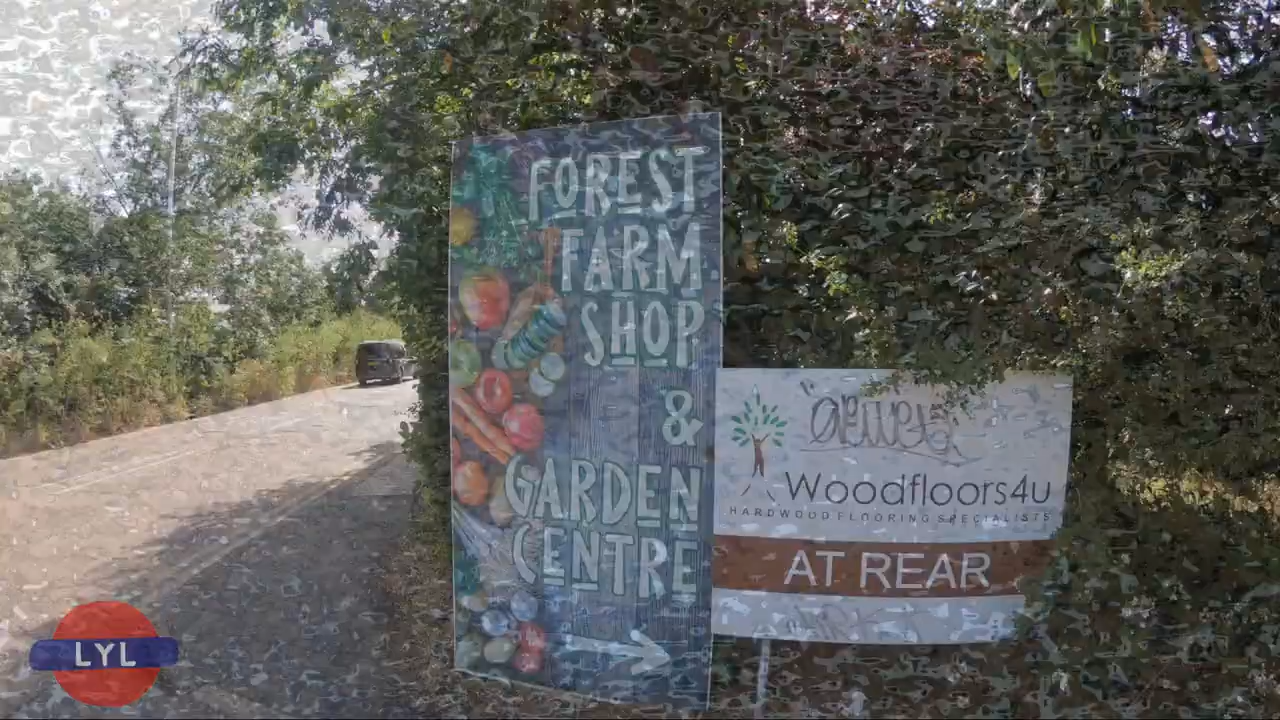 FOREST
FARM
SHOP
&
GARDEN
CENTRE
Woodfloors4u
HARDWOOD FLOORING SPECIALISTS
AT REAR
LYL